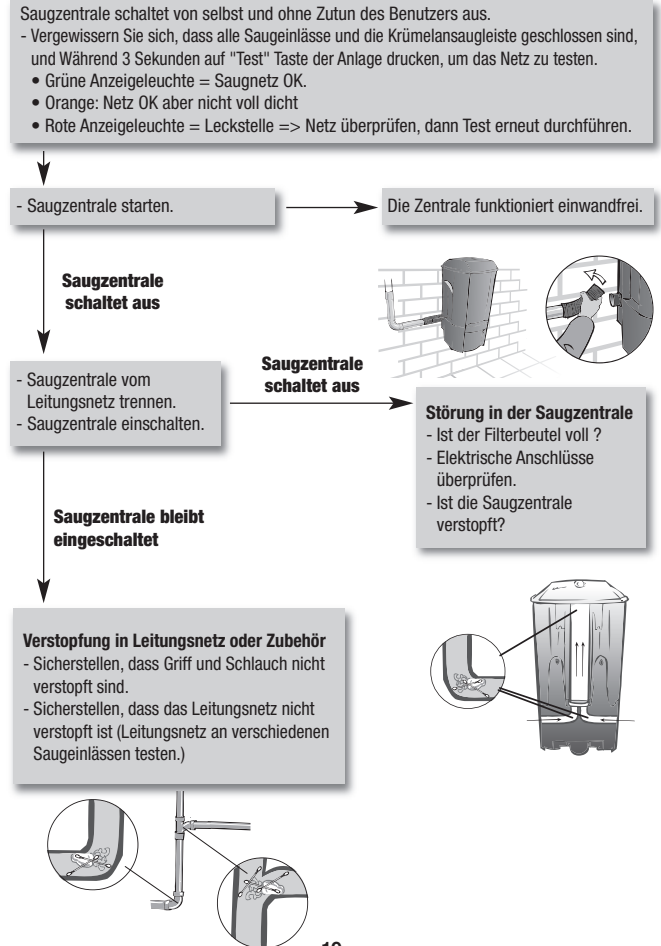 Saugzentrale schaltet von selbst und ohne Zutun des Benutzers aus.
- Vergewissern Sie sich, dass alle Saugeinlässe und die Krümelansaugleiste geschlossen sind,
und Während 3 Sekunden auf "Test" Taste der Anlage drucken, um das Netz zu testen.
• Grüne Anzeigeleuchte = Saugnetz OK.
• Orange: Netz OK aber nicht voll dicht
• Rote Anzeigeleuchte = Leckstelle => Netz überprüfen, dann Test erneut durchführen.
- Saugzentrale starten.
Die Zentrale funktioniert einwandfrei.
Saugzentrale
schaltet aus
- Saugzentrale vom
Leitungsnetz trennen.
- Saugzentrale einschalten.
Saugzentrale
schaltet aus
Störung in der Saugzentrale
- Ist der Filterbeutel voll ?
- Elektrische Anschlüsse
überprüfen.
- Ist die Saugzentrale
verstopft?
Saugzentrale bleibt
eingeschaltet
Verstopfung in Leitungsnetz oder Zubehör
- Sicherstellen, dass Griff und Schlauch nicht
verstopft sind.
- Sicherstellen, dass das Leitungsnetz nicht
verstopft ist (Leitungsnetz an verschiedenen
Saugeinlässen testen.)